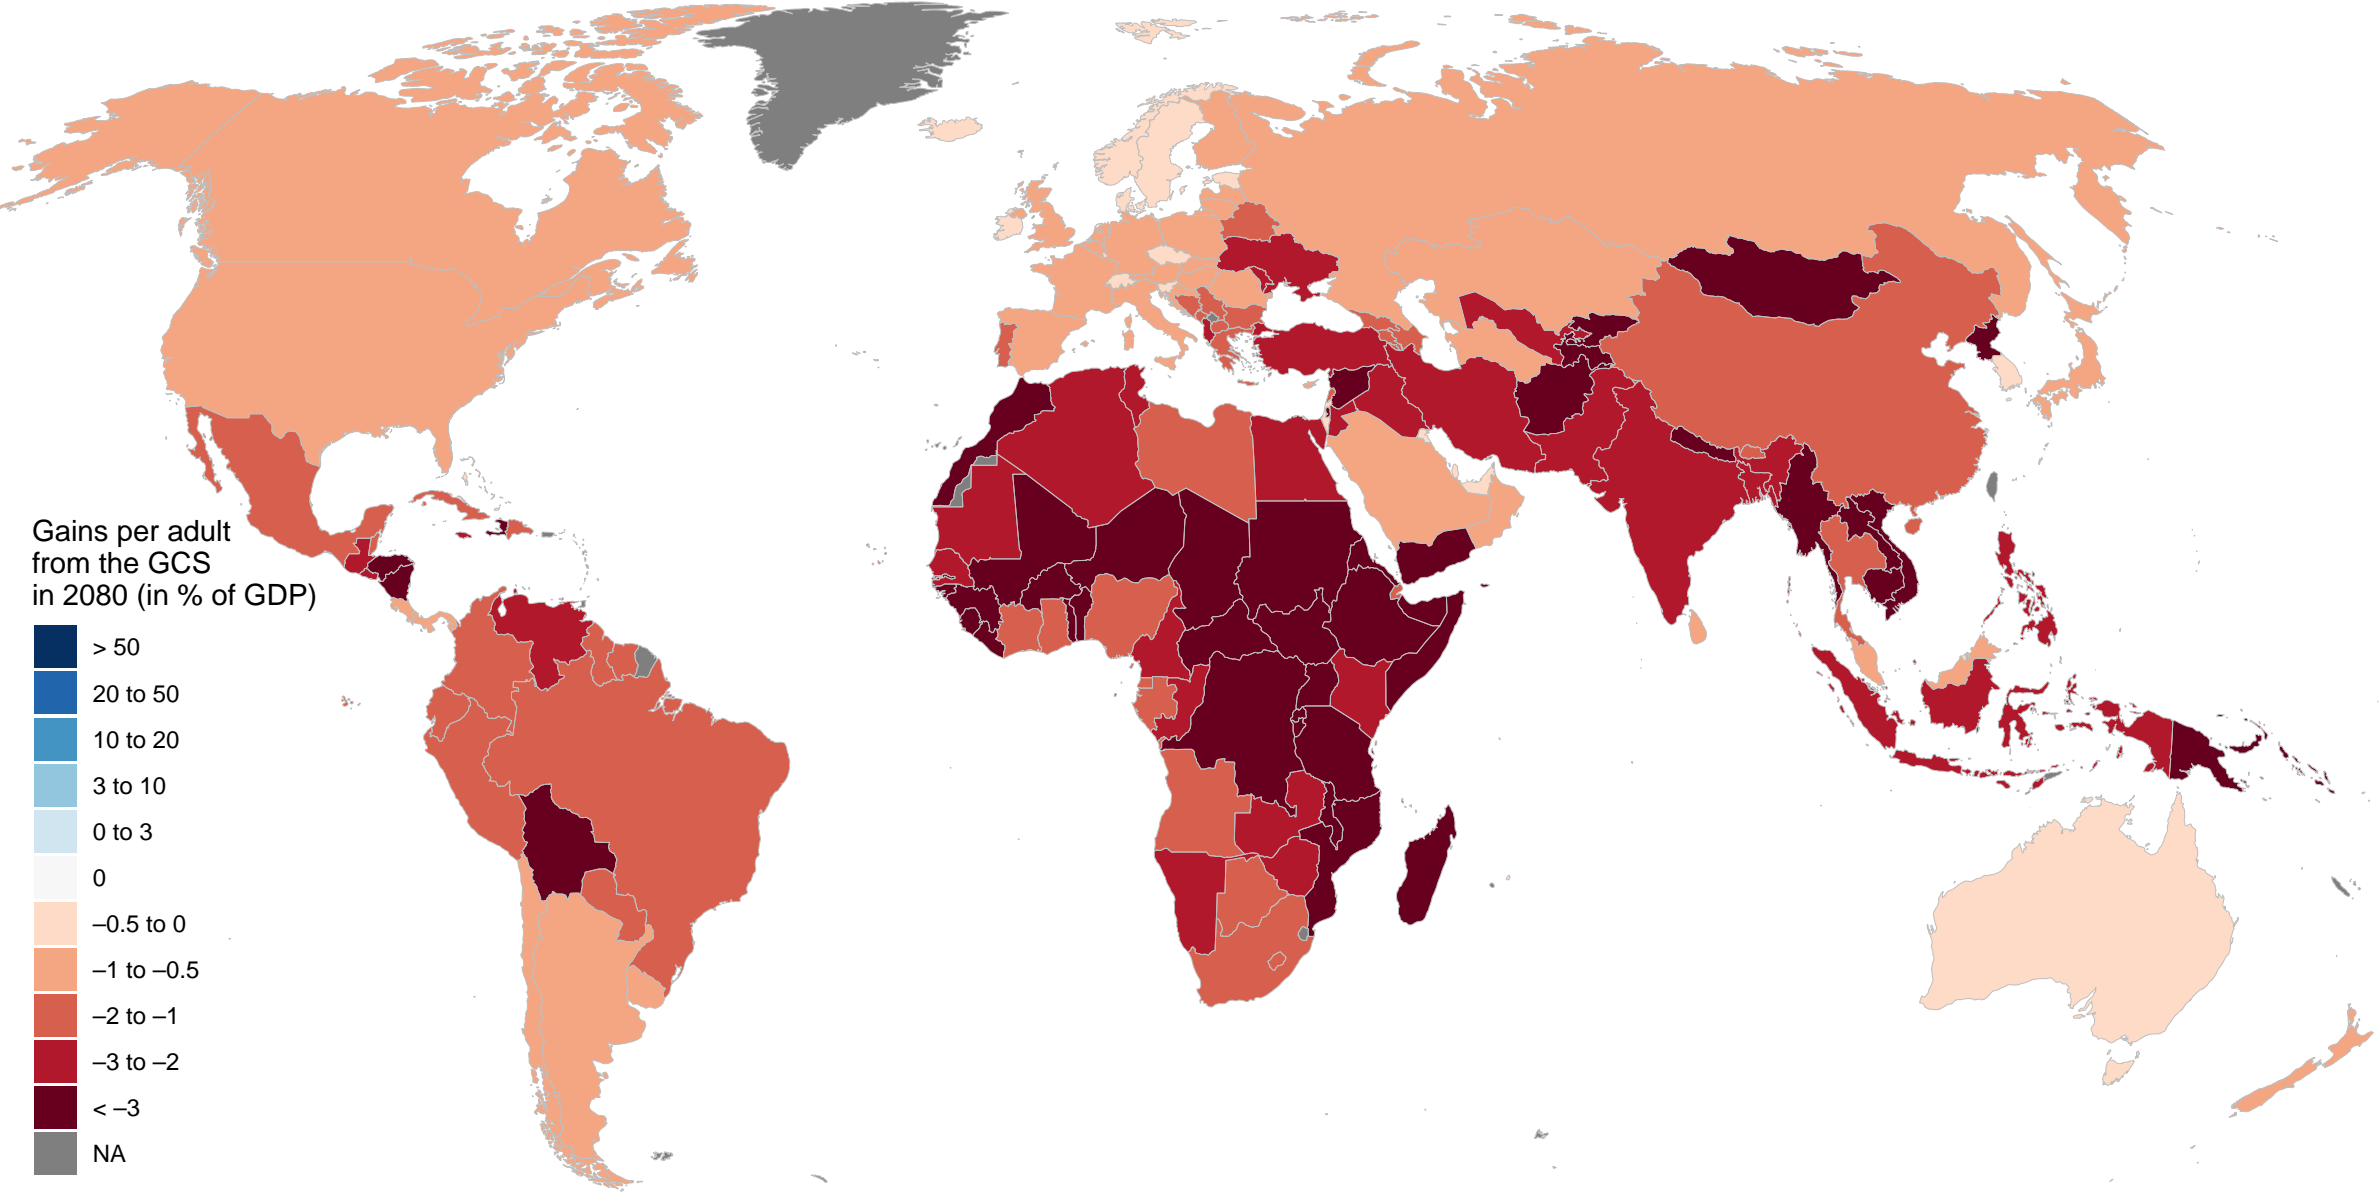 Gains per adult
from the GCS
in 2080 (in % of GDP)
> 50
20 to 50
10 to 20
3 to 10
0 to 3
0
–0.5 to 0
–1 to –0.5
–2 to –1
–3 to –2
< –3
NA